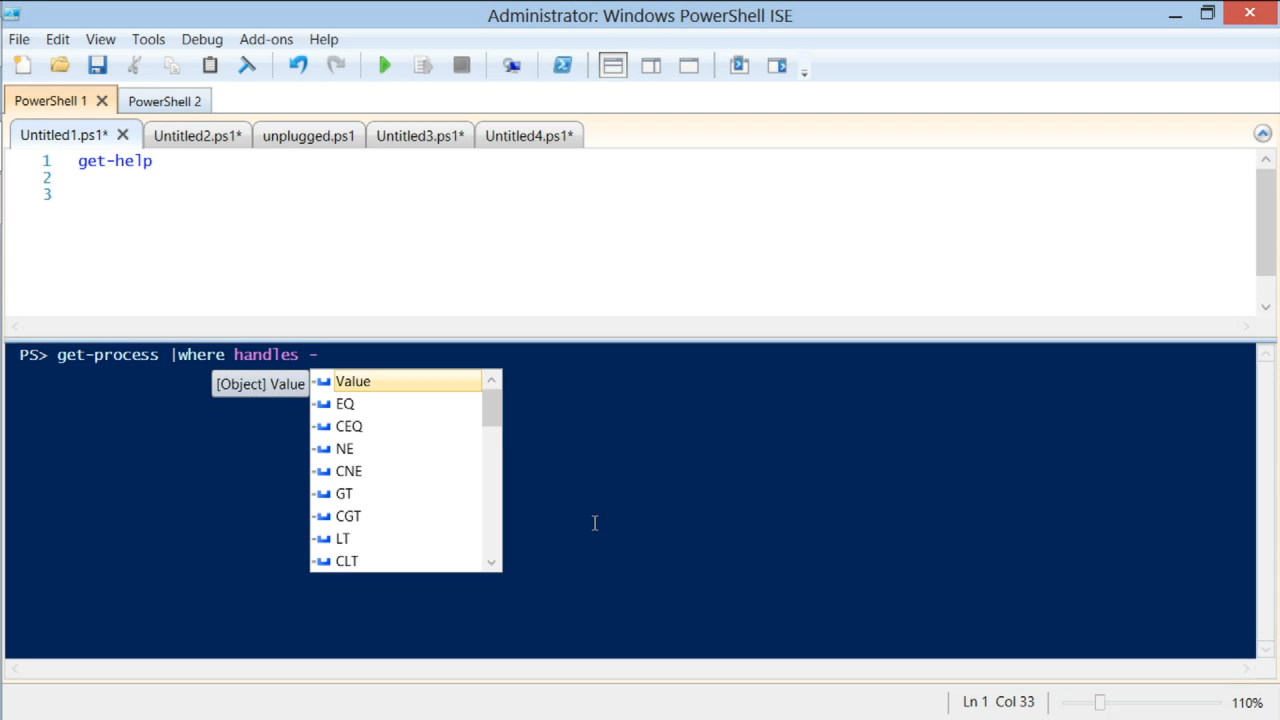 Administrator: Windows PowerShell ISE
File Edit View Tools Debug Add-ons Help
PowerShell 1 PowerShell 2
Untitled1.ps1* Untitled2.ps1* unplugged.ps1 Untitled3.ps1* Untitled4.ps1*
1 get-help
2
3
PS> get-process |where handles -
[Object] Value
Value
EQ
CEQ
NE
CNE
GT
CGT
LT
CLT
Ln 1 Col 33 110%